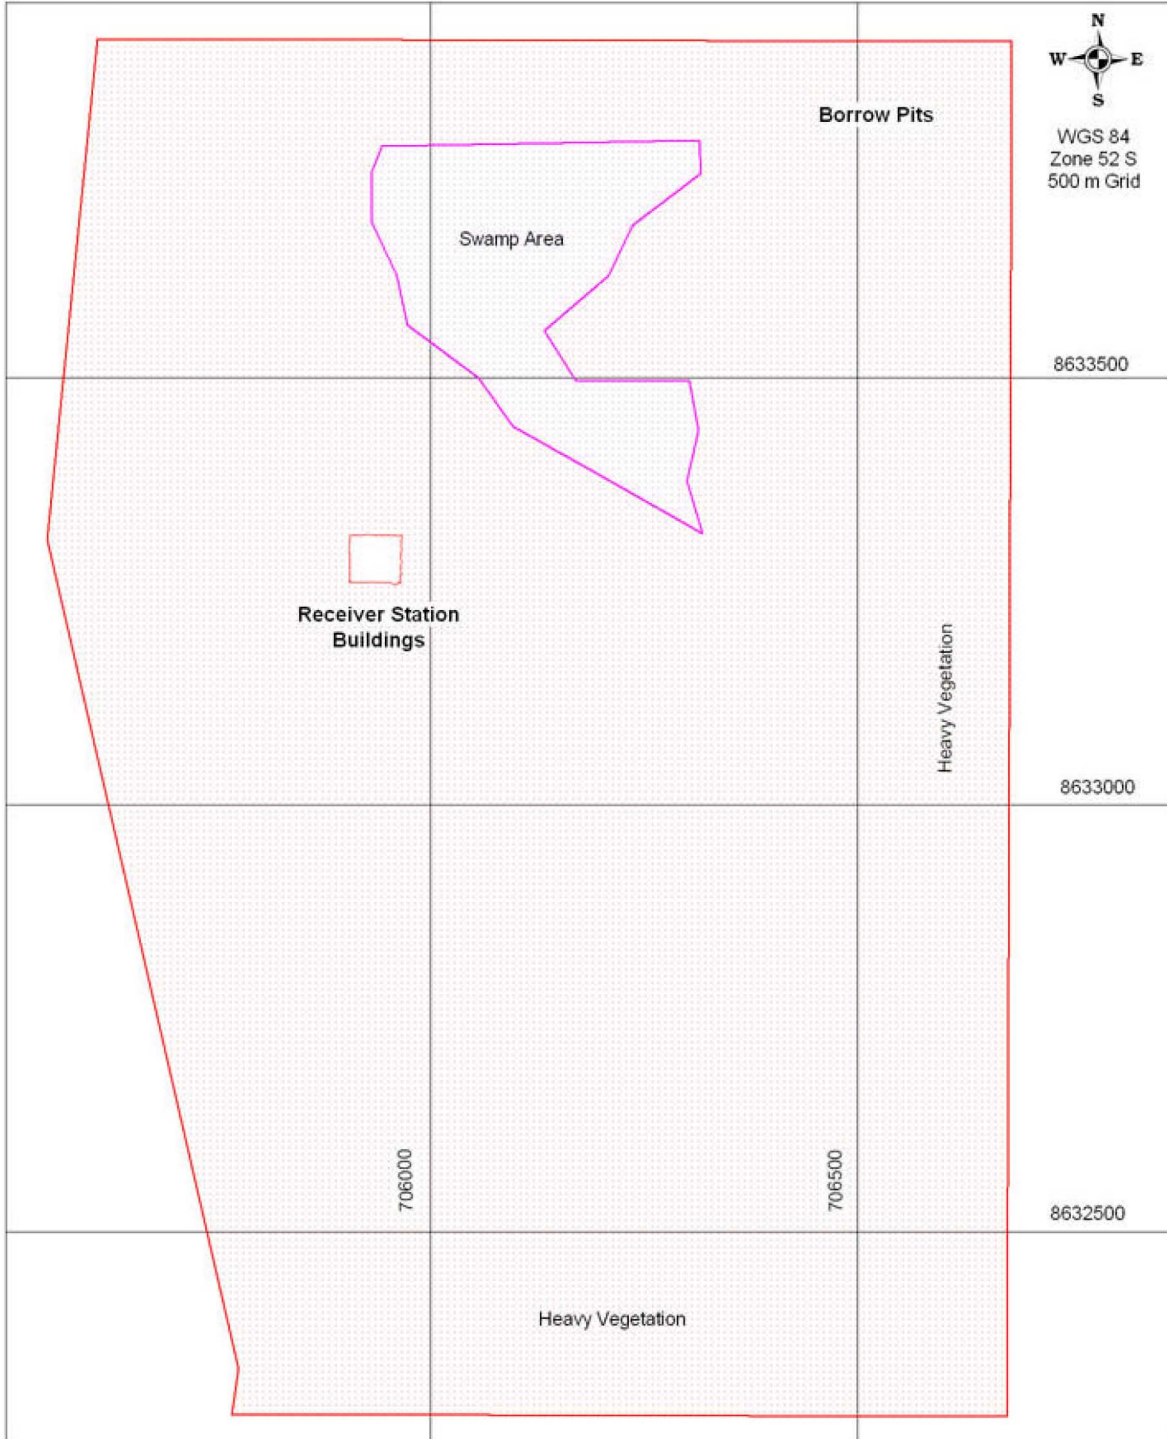 N
W E
S
WGS 84
Zone 52 S
500 m Grid
Borrow Pits
Swamp Area
8633500
Receiver Station
Buildings
Heavy Vegetation
8633000
706000
706500
8632500
Heavy Vegetation